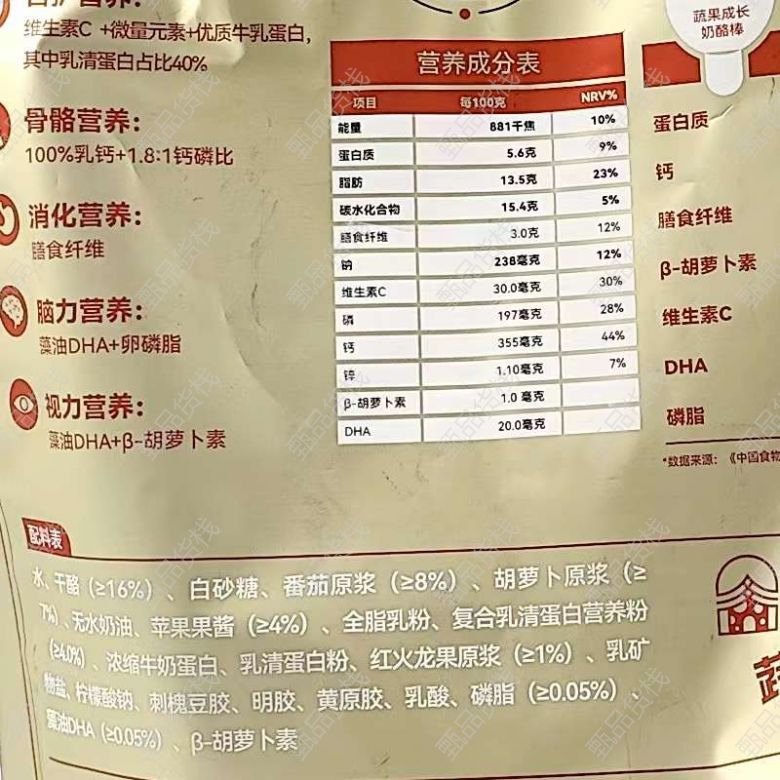 维生素C+微量元素+优质牛乳蛋白,
其中乳清蛋白占比40%
骨骼营养:
100%乳钙+1.8:1钙磷比
消化营养:
膳食纤维
脑力营养:
藻油DHA+卵磷脂
视力营养:
藻油DHA+β-胡萝卜素
营养成分表
项目 每100克 NRV%
能量 881千焦 10%
蛋白质 5.6克 9%
脂肪 13.5克 23%
碳水化合物 15.4克 5%
膳食纤维 3.0克 12%
钠 238毫克 12%
维生素C 30.0毫克 30%
磷 197毫克 28%
钙 355毫克 44%
锌 1.10毫克 7%
β-胡萝卜素 1.0毫克
DHA 20.0毫克
蔬果成长
奶酪棒
蛋白质
钙
膳食纤维
β-胡萝卜素
维生素C
DHA
磷脂
*数据来源:《中国食物
配料表
水、干酪(≥16%)、白砂糖、番茄原浆(≥8%)、胡萝卜原浆(≥
7%)、无水奶油、苹果果酱(≥4%)、全脂乳粉、复合乳清蛋白营养粉
(≥4.0%)、浓缩牛奶蛋白、乳清蛋白粉、红火龙果原浆(≥1%)、乳矿
物盐、柠檬酸钠、刺槐豆胶、明胶、黄原胶、乳酸、磷脂(≥0.05%)、
藻油DHA(≥0.05%)、β-胡萝卜素
甄品货栈